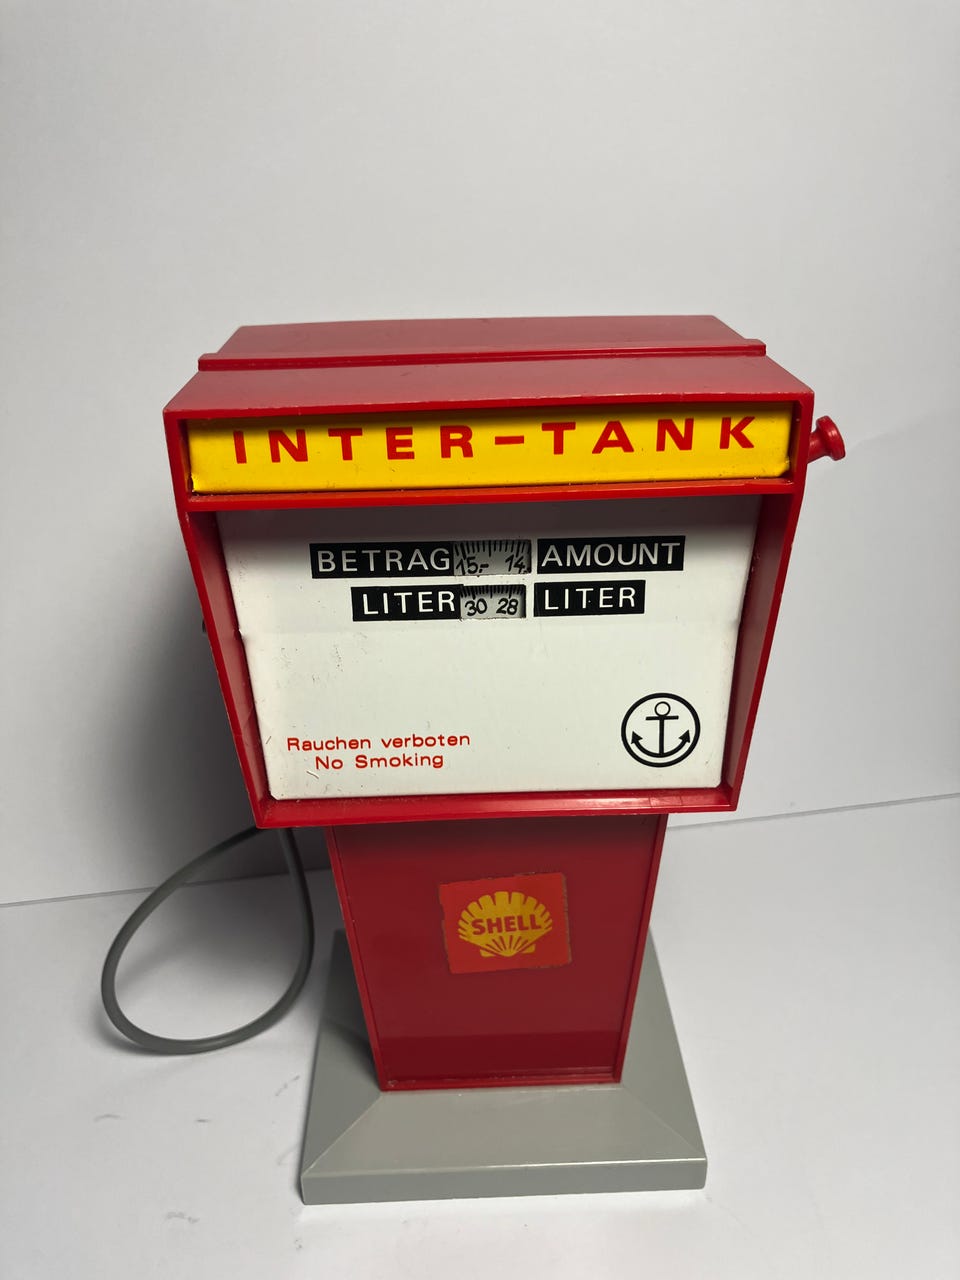 INTER-TANK
BETRAG 15.- 14. AMOUNT
LITER 30 28 LITER
Rauchen verboten
No Smoking
SHELL